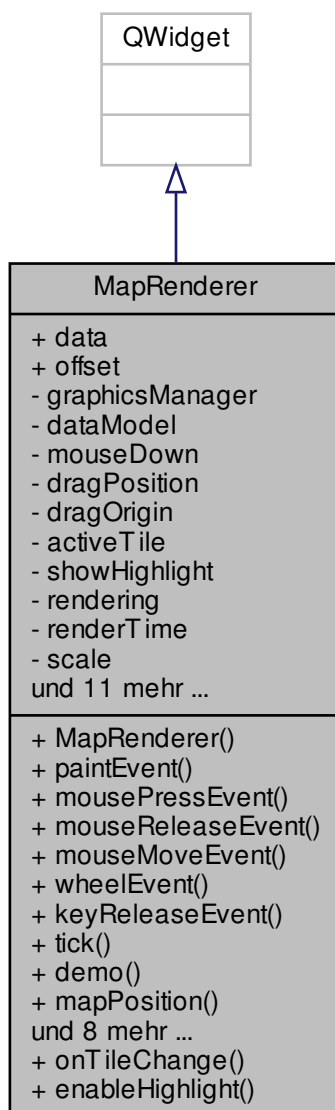 QWidget
MapRenderer
+ data
+ offset
- graphicsManager
- dataModel
- mouseDown
- dragPosition
- dragOrigin
- activeTile
- showHighlight
- rendering
- renderTime
- scale
und 11 mehr ...
+ MapRenderer()
+ paintEvent()
+ mousePressEvent()
+ mouseReleaseEvent()
+ mouseMoveEvent()
+ wheelEvent()
+ keyReleaseEvent()
+ tick()
+ demo()
+ mapPosition()
und 8 mehr ...
+ onTileChange()
+ enableHighlight()